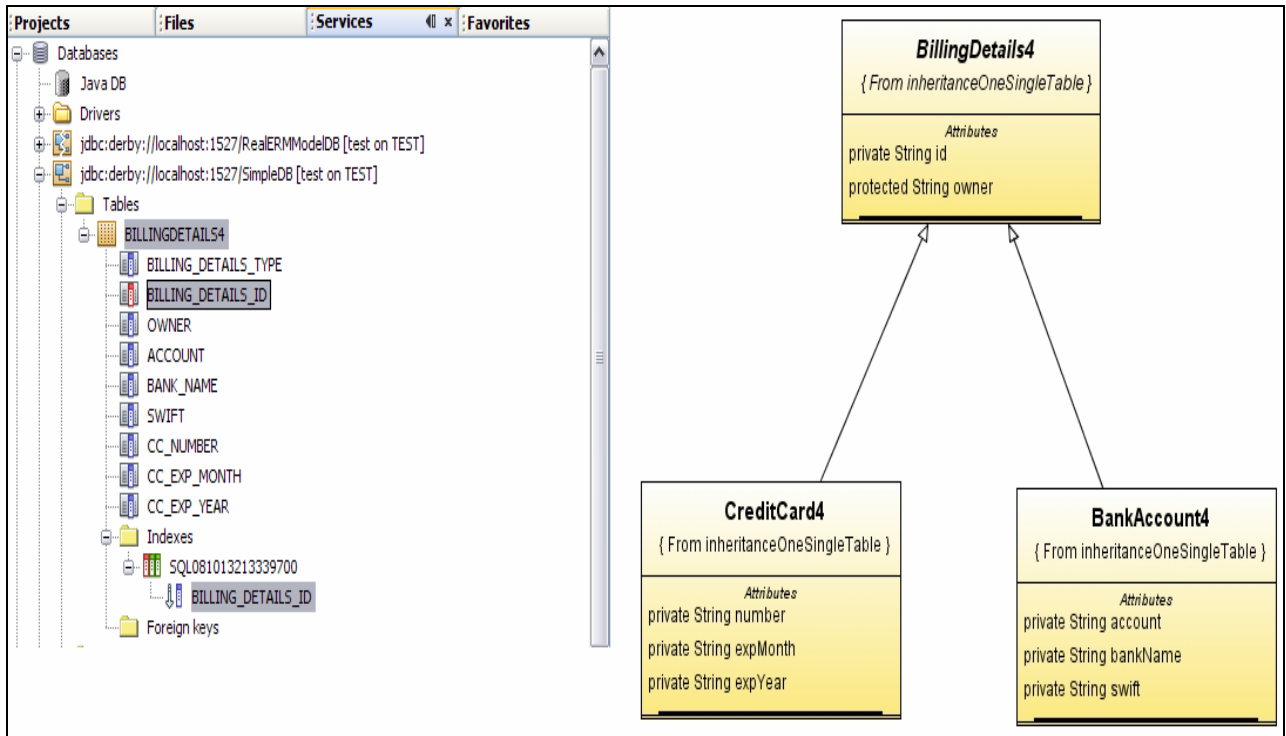 Projects
Files
Services
Favorites
Databases
Java DB
Drivers
jdbc:derby://localhost:1527/RealERMModelDB [test on TEST]
jdbc:derby://localhost:1527/SimpleDB [test on TEST]
Tables
BILLINGDETAILS4
BILLING_DETAILS_TYPE
BILLING_DETAILS_ID
OWNER
ACCOUNT
BANK_NAME
SWIFT
CC_NUMBER
CC_EXP_MONTH
CC_EXP_YEAR
Indexes
SQL081013213339700
BILLING_DETAILS_ID
Foreign keys
BillingDetails4
{ From inheritanceOneSingleTable }
Attributes
private String id
protected String owner
CreditCard4
{ From inheritanceOneSingleTable }
Attributes
private String number
private String expMonth
private String expYear
BankAccount4
{ From inheritanceOneSingleTable }
Attributes
private String account
private String bankName
private String swift